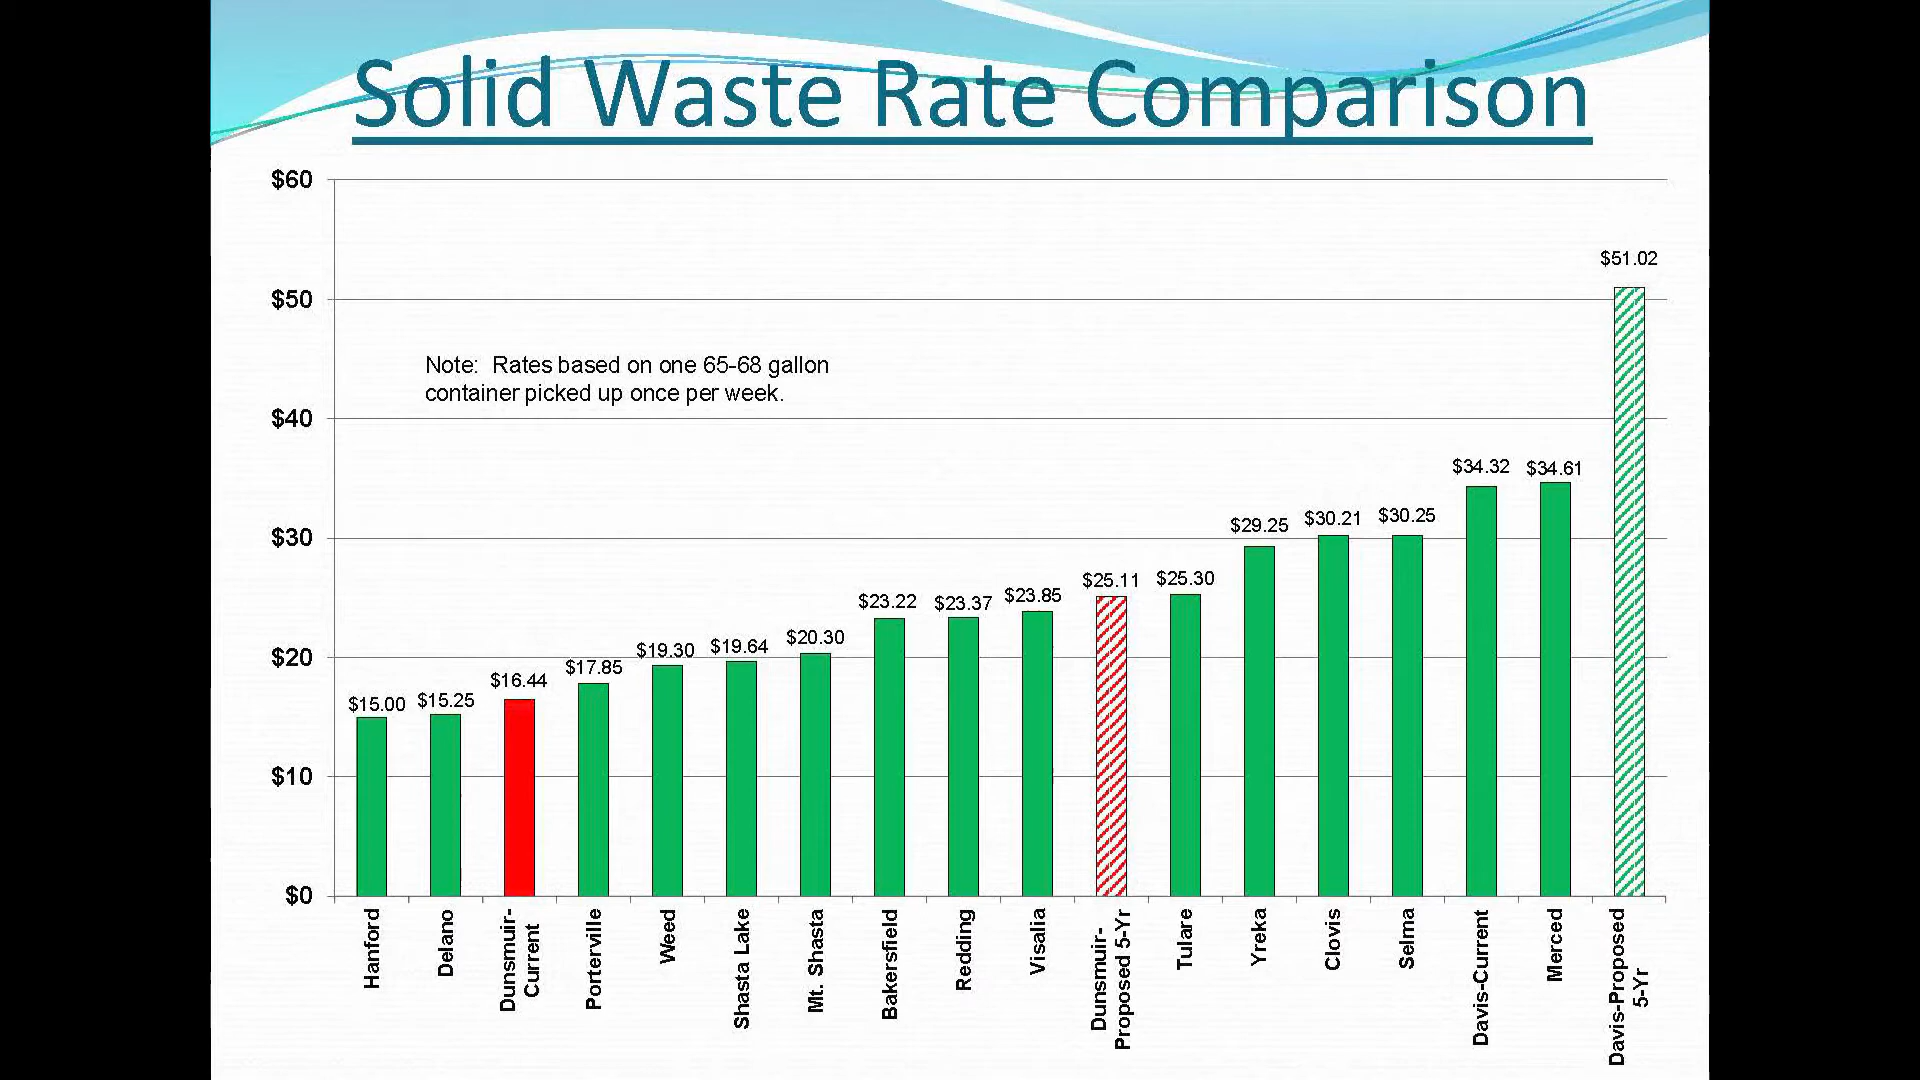 Solid Waste Rate Comparison
$60
$50
$40
$30
$20
$10
$0
Note:  Rates based on one 65-68 gallon
container picked up once per week.
$15.00
$15.25
$16.44
$17.85
$19.30
$19.64
$20.30
$23.22
$23.37
$23.85
$25.11
$25.30
$29.25
$30.21
$30.25
$34.32
$34.61
$51.02
Hanford
Delano
Dunsmuir-
Current
Porterville
Weed
Shasta Lake
Mt. Shasta
Bakersfield
Redding
Visalia
Dunsmuir-
Proposed 5-Yr
Tulare
Yreka
Clovis
Selma
Davis-Current
Merced
Davis-Proposed
5-Yr